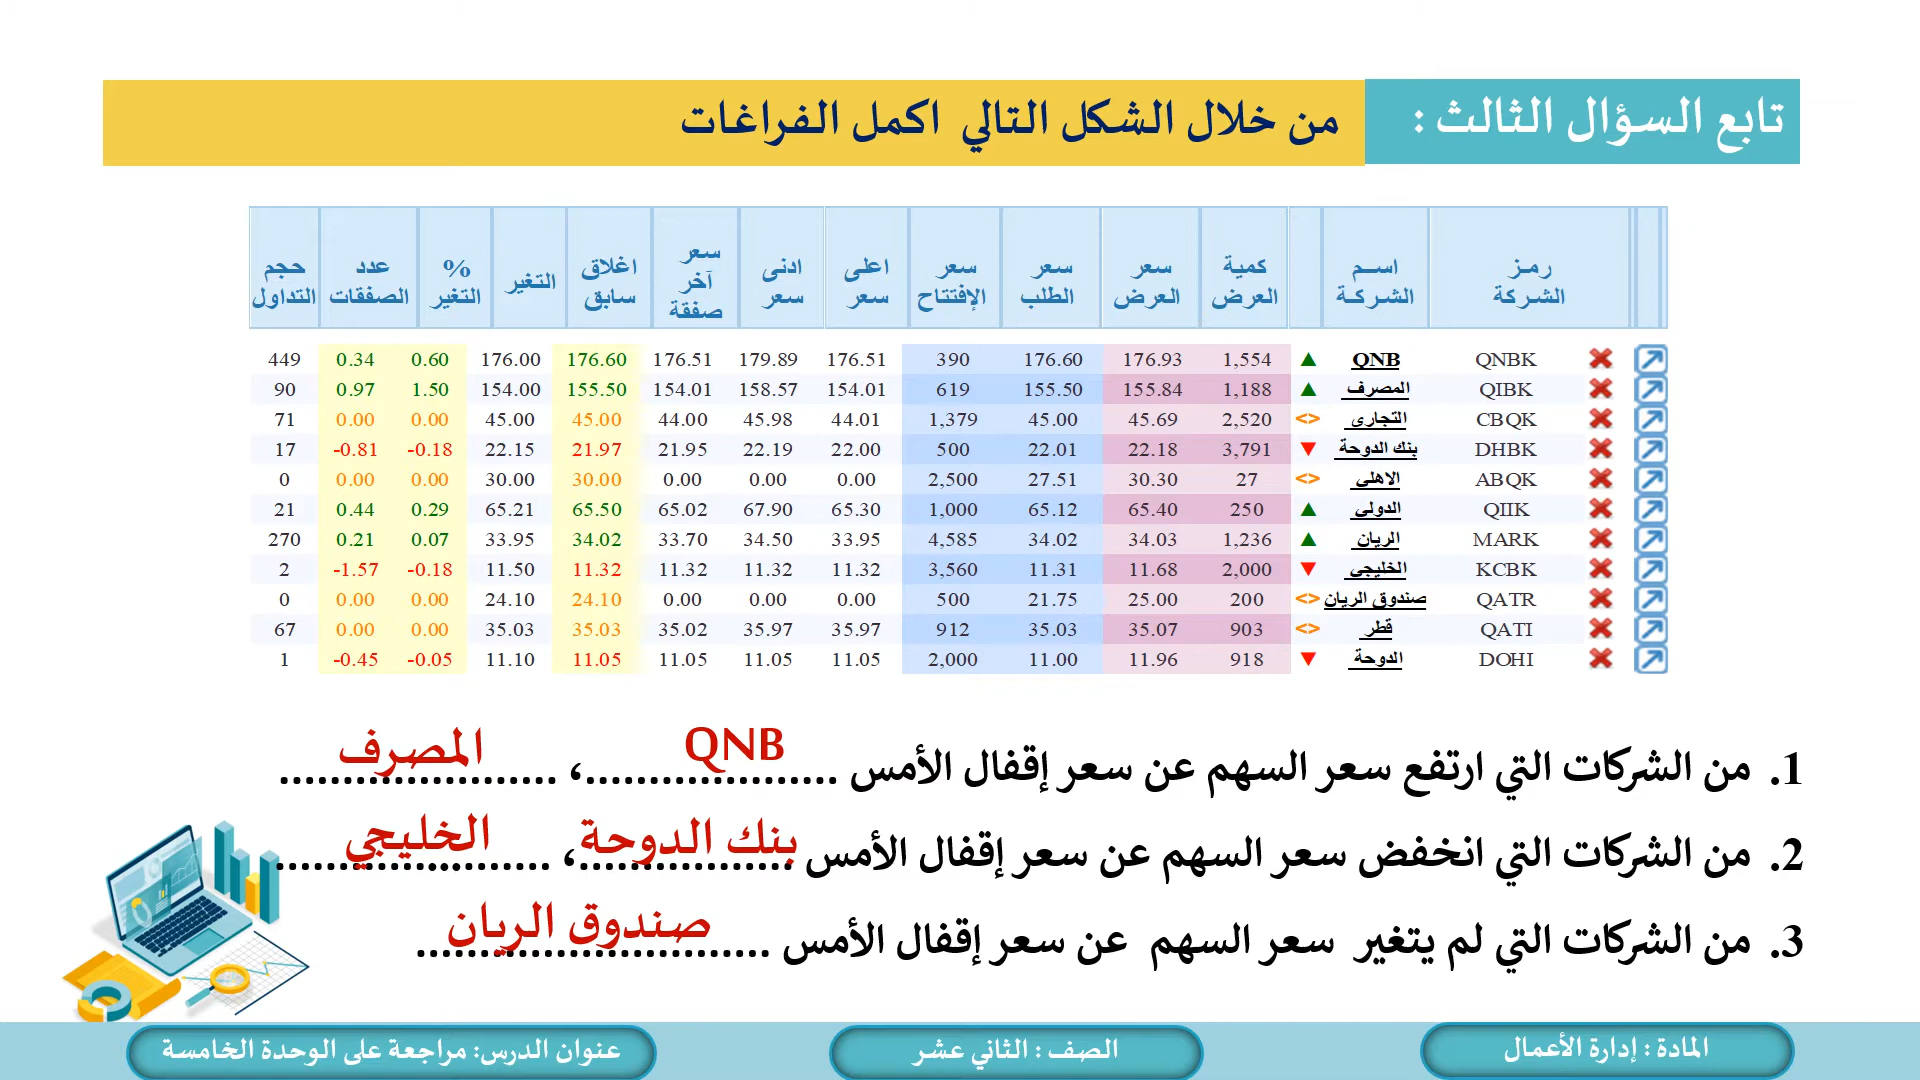 تابع السؤال الثالث :
من خلال الشكل التالي اكمل الفراغات
رمز الشركة اسم الشركة كمية العرض سعر العرض سعر الطلب سعر الإفتتاح اعلى سعر ادنى سعر سعر آخر صفقة اغلاق سابق التغير % التغير عدد الصفقات حجم التداول
QNBK QNB ▲ 1,554 176.93 176.60 390 176.51 179.89 176.51 176.60 176.00 0.60 0.34 449
QIBK المصرف ▲ 1,188 155.84 155.50 619 154.01 158.57 154.01 155.50 154.00 1.50 0.97 90
CBQK التجارى <> 2,520 45.69 45.00 1,379 44.01 45.98 44.00 45.00 45.00 0.00 0.00 71
DHBK بنك الدوحة ▼ 3,791 22.18 22.01 500 22.00 22.19 21.95 21.97 22.15 -0.18 -0.81 17
ABQK الاهلي <> 27 30.30 27.51 2,500 0.00 0.00 0.00 30.00 30.00 0.00 0.00 0
QIIK الدولي ▲ 250 65.40 65.12 1,000 65.30 67.90 65.02 65.50 65.21 0.29 0.44 21
MARK الريان ▲ 1,236 34.03 34.02 4,585 33.95 34.50 33.70 34.02 33.95 0.07 0.21 270
KCBK الخليجي ▼ 2,000 11.68 11.31 3,560 11.32 11.32 11.32 11.32 11.50 -0.18 -1.57 2
QATR صندوق الريان <> 200 25.00 21.75 500 0.00 0.00 0.00 24.10 24.10 0.00 0.00 0
QATI قطر <> 903 35.07 35.03 912 35.97 35.97 35.02 35.03 35.03 0.00 0.00 67
DOHI الدوحة ▼ 918 11.96 11.00 2,000 11.05 11.05 11.05 11.05 11.10 -0.05 -0.45 1
1. من الشركات التي ارتفع سعر السهم عن سعر إقفال الأمس QNB، المصرف
2. من الشركات التي انخفض سعر السهم عن سعر إقفال الأمس بنك الدوحة، الخليجي
3. من الشركات التي لم يتغير سعر السهم عن سعر إقفال الأمس صندوق الريان
المادة : إدارة الأعمال
الصف : الثاني عشر
عنوان الدرس: مراجعة على الوحدة الخامسة